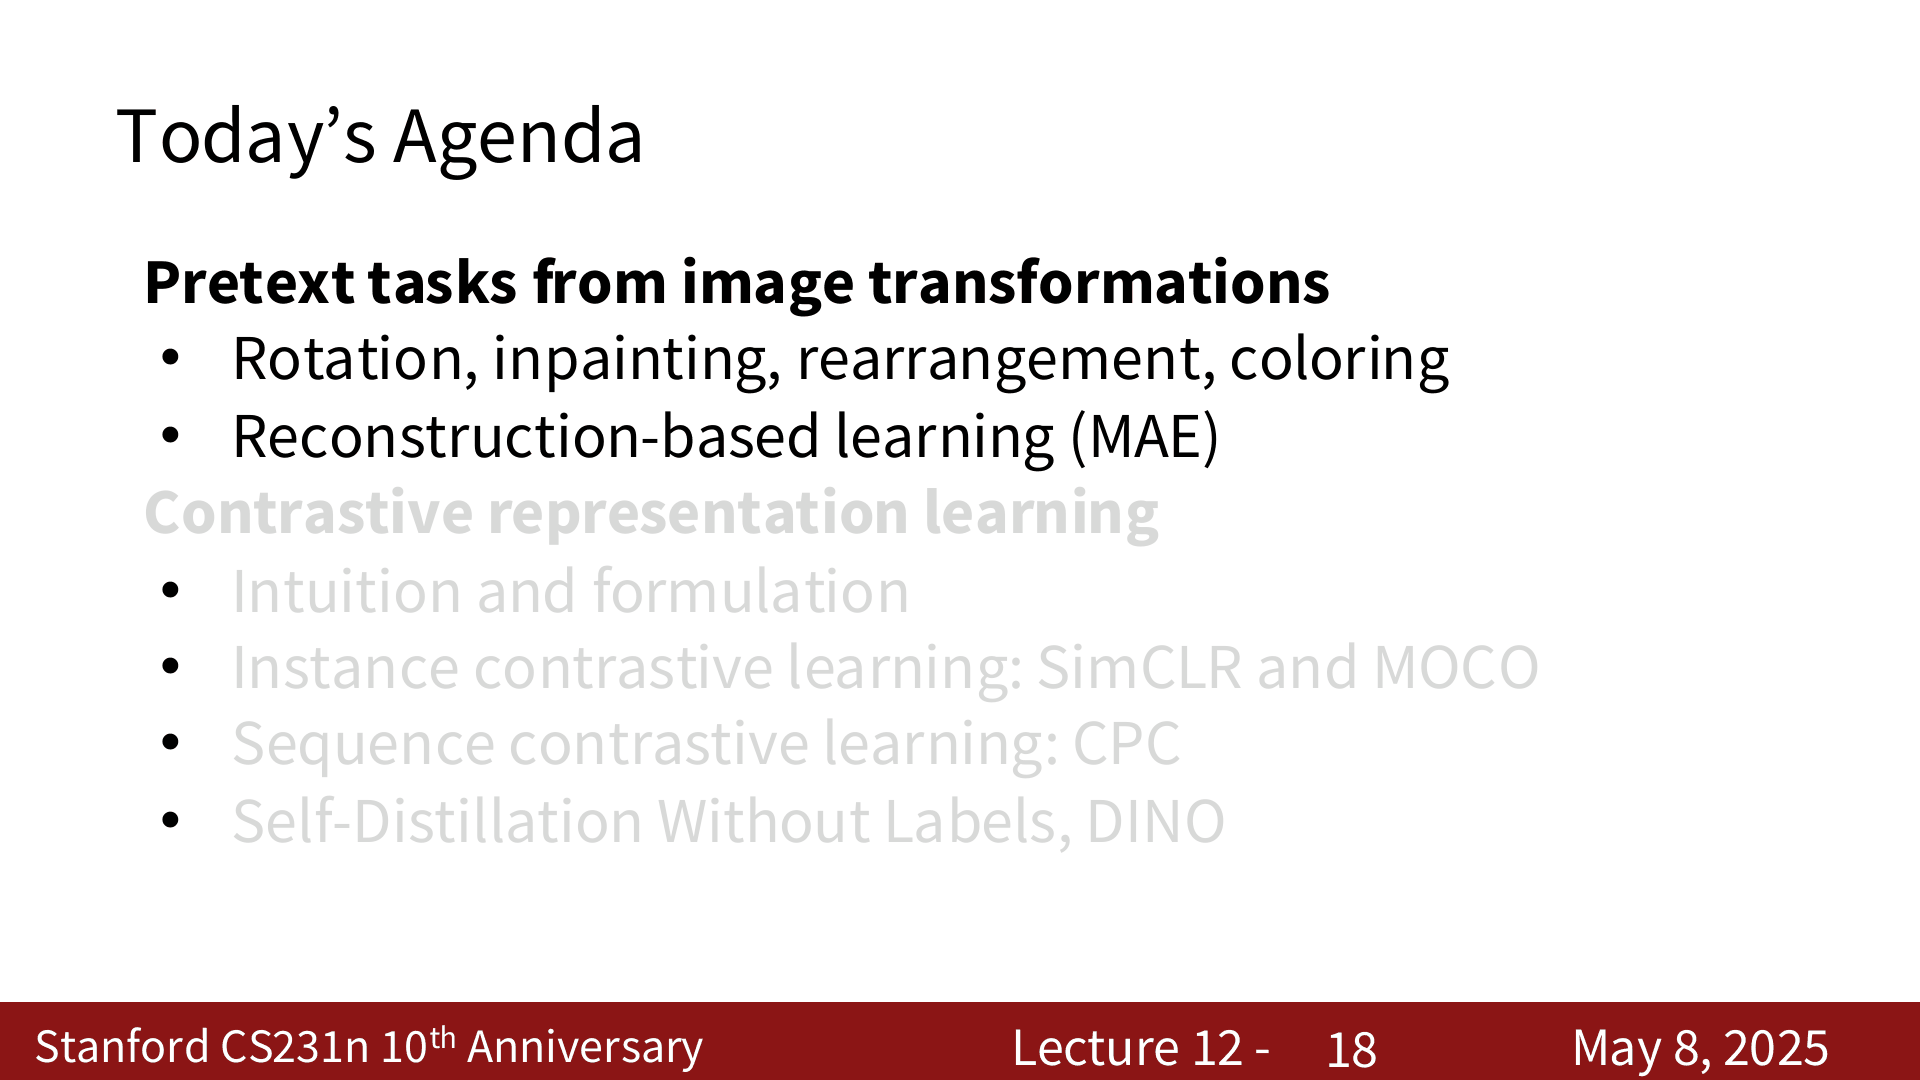 Today’s Agenda
Pretext tasks from image transformations
• Rotation, inpainting, rearrangement, coloring
• Reconstruction-based learning (MAE)
Contrastive representation learning
• Intuition and formulation
• Instance contrastive learning: SimCLR and MOCO
• Sequence contrastive learning: CPC
• Self-Distillation Without Labels, DINO
Stanford CS231n 10th Anniversary
Lecture 12 - 18
May 8, 2025